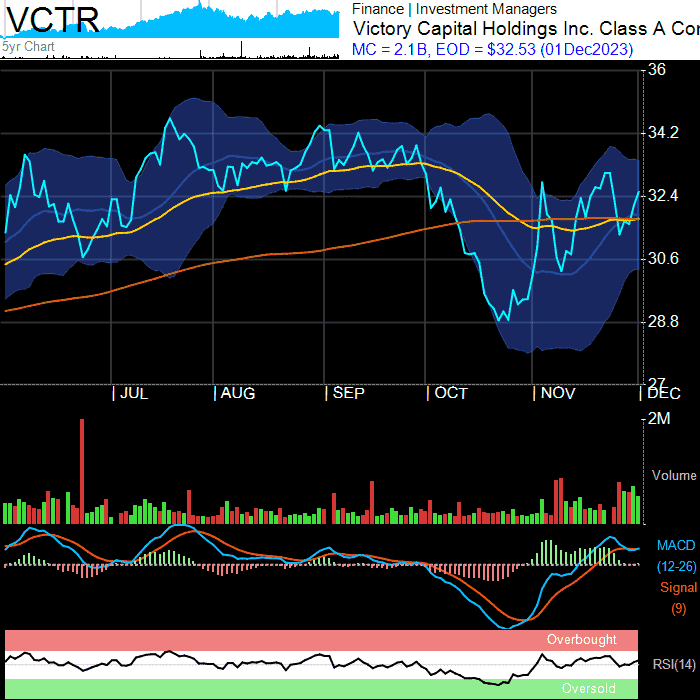 VCTR
5yr Chart
Finance | Investment Managers
Victory Capital Holdings Inc. Class A Cor
MC = 2.1B, EOD = $32.53 (01Dec2023)
36
34.2
32.4
30.6
28.8
27
JUL AUG SEP OCT NOV DEC
2M
Volume
MACD
(12-26)
Signal
(9)
Overbought
RSI(14)
Oversold